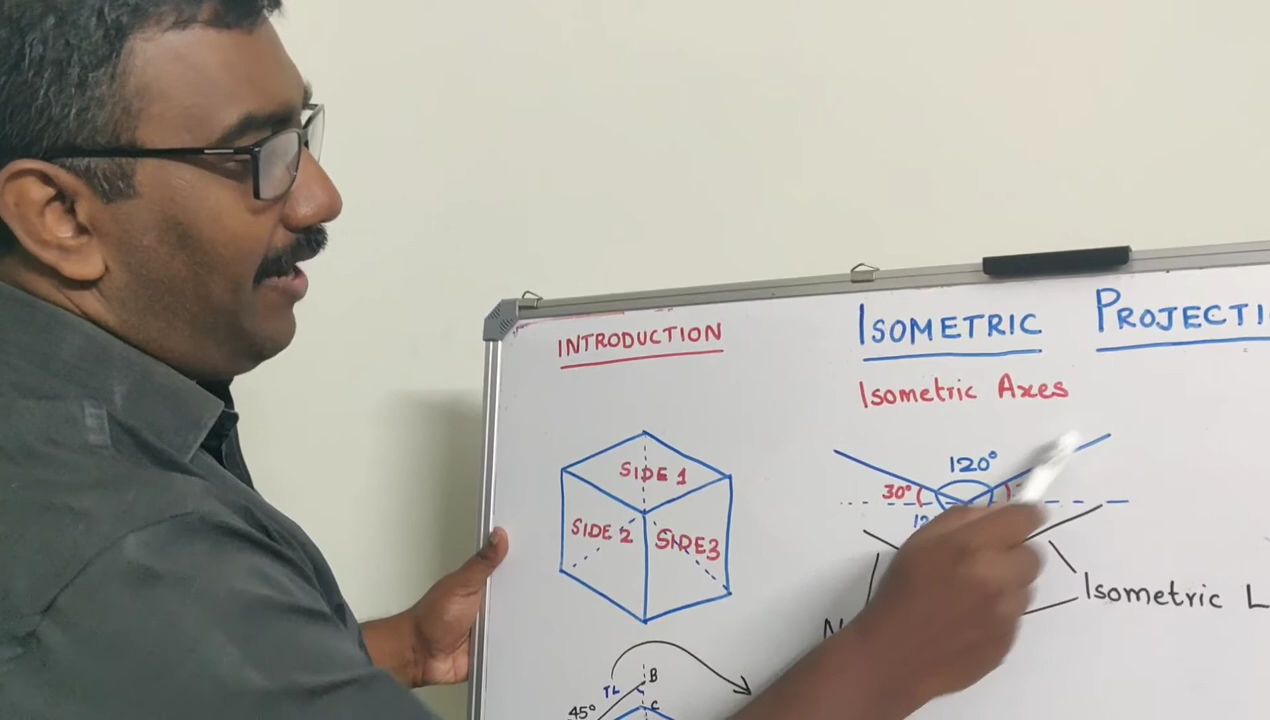 INTRODUCTION
ISOMETRIC PROJECTI
Isometric Axes
SIDE 1
SIDE 2
SIDE3
120°
30°
Isometric L
B
TL
C
45°